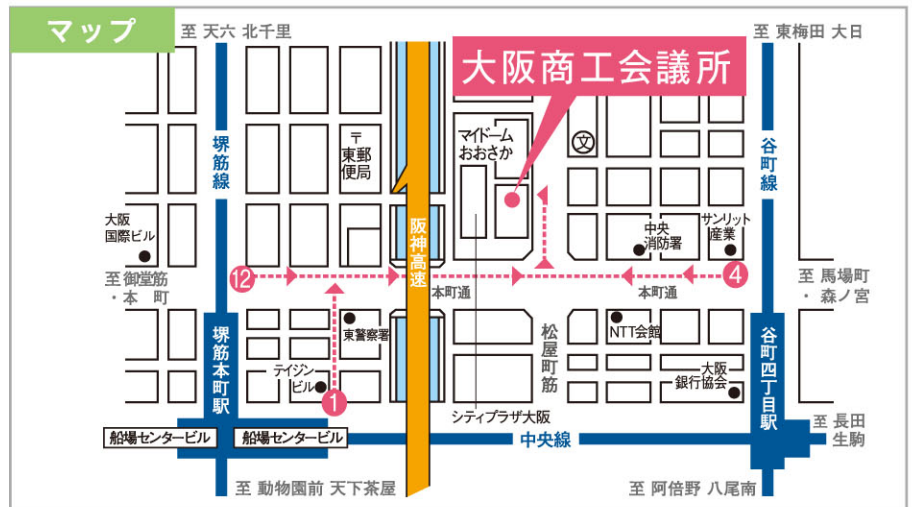 マップ
至 天六 北千里
至 東梅田 大日
大阪商工会議所
堺筋線
〒
東郵
便局
マイドーム
おおさか
文
谷町線
大阪
国際ビル
阪神高速
中央
消防署
サンリット
産業
至 御堂筋
・本 町
12
本町通
本町通
4
至 馬場町
・ 森ノ宮
堺筋本町駅
東警察署
松屋町筋
NTT会館
谷町四丁目駅
テイジン
ビル
1
大阪
銀行協会
シティプラザ大阪
至 長田
生駒
船場センタービル
船場センタービル
中央線
至 動物園前 天下茶屋
至 阿倍野 八尾南